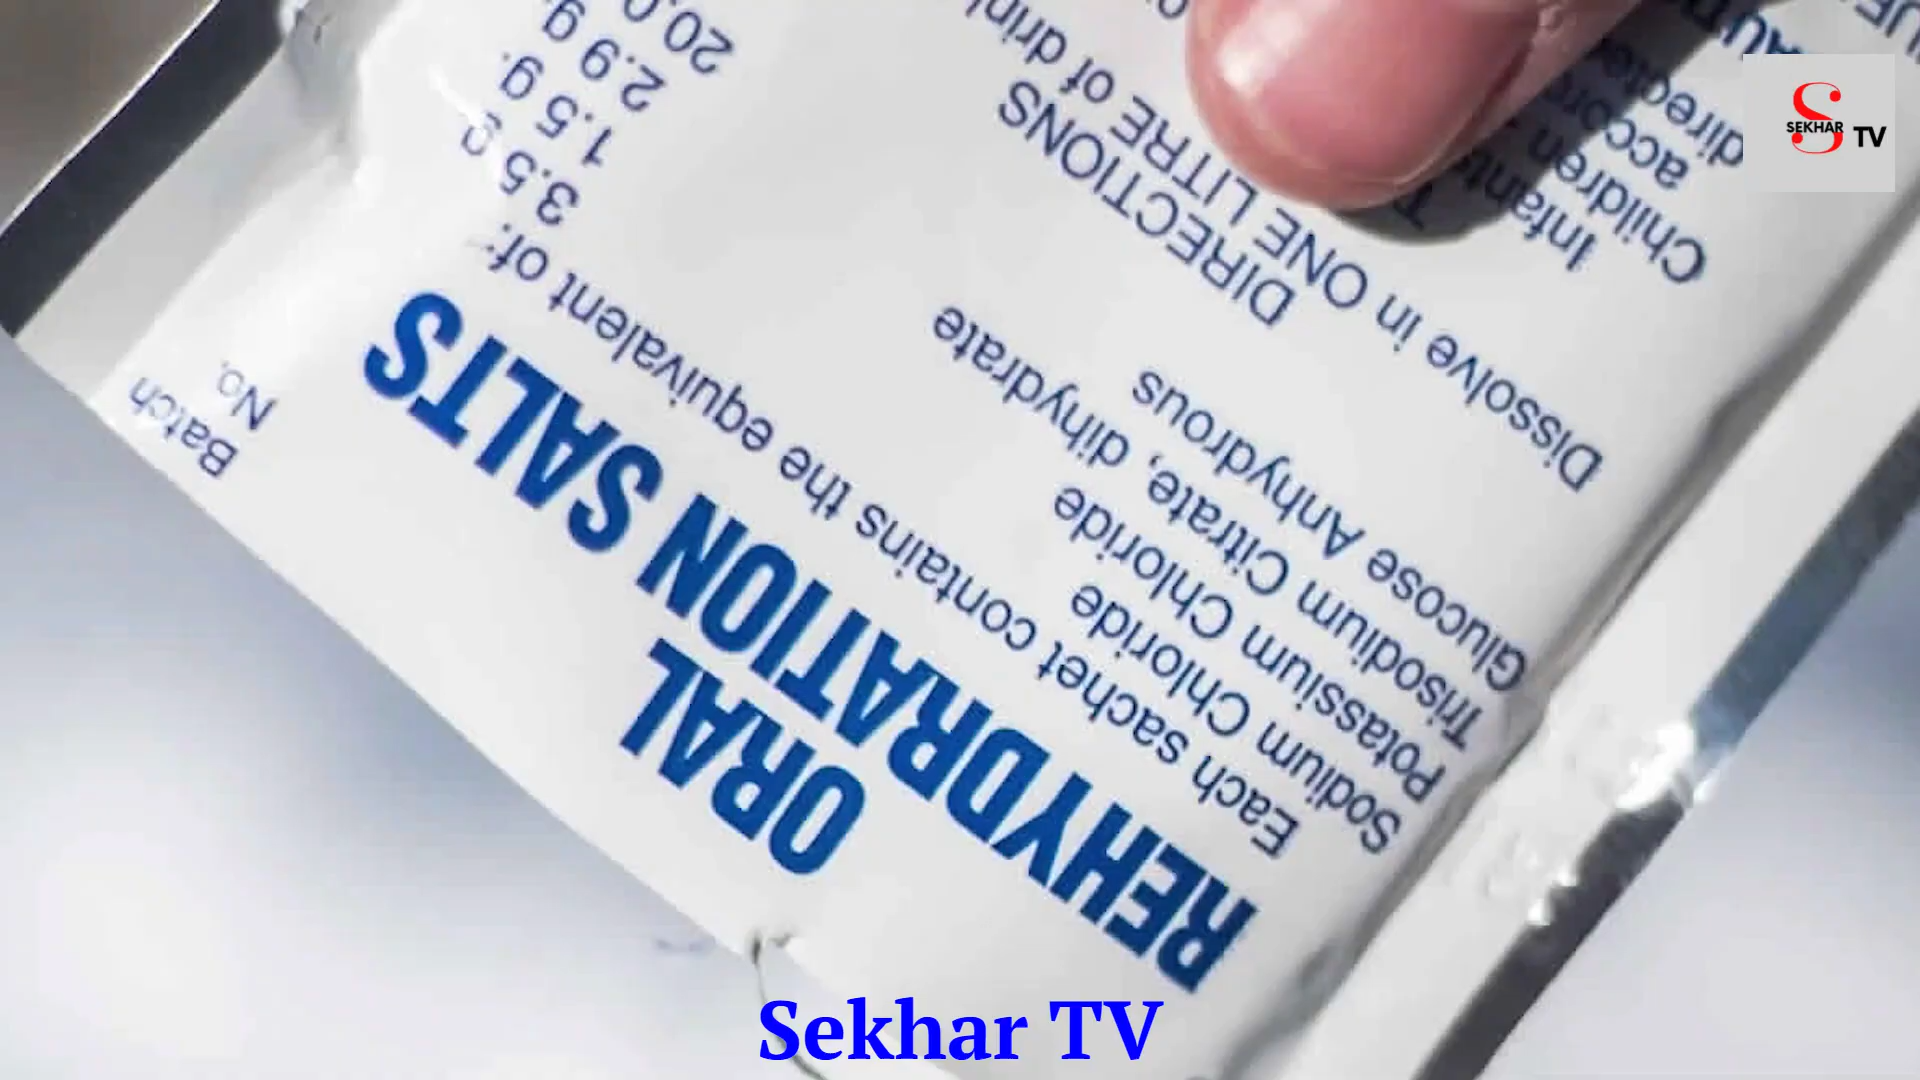 Batch
No.
ORAL
REHYDRATION SALTS
Each sachet contains the equivalent of:
Sodium Chloride 3.5 g.
Potassium Chloride 1.5 g.
Trisodium Citrate, dihydrate 2.9 g.
Glucose Anhydrous 20.0
DIRECTIONS
Dissolve in ONE LITRE of
Infants
Children
SEKHAR TV
Sekhar TV